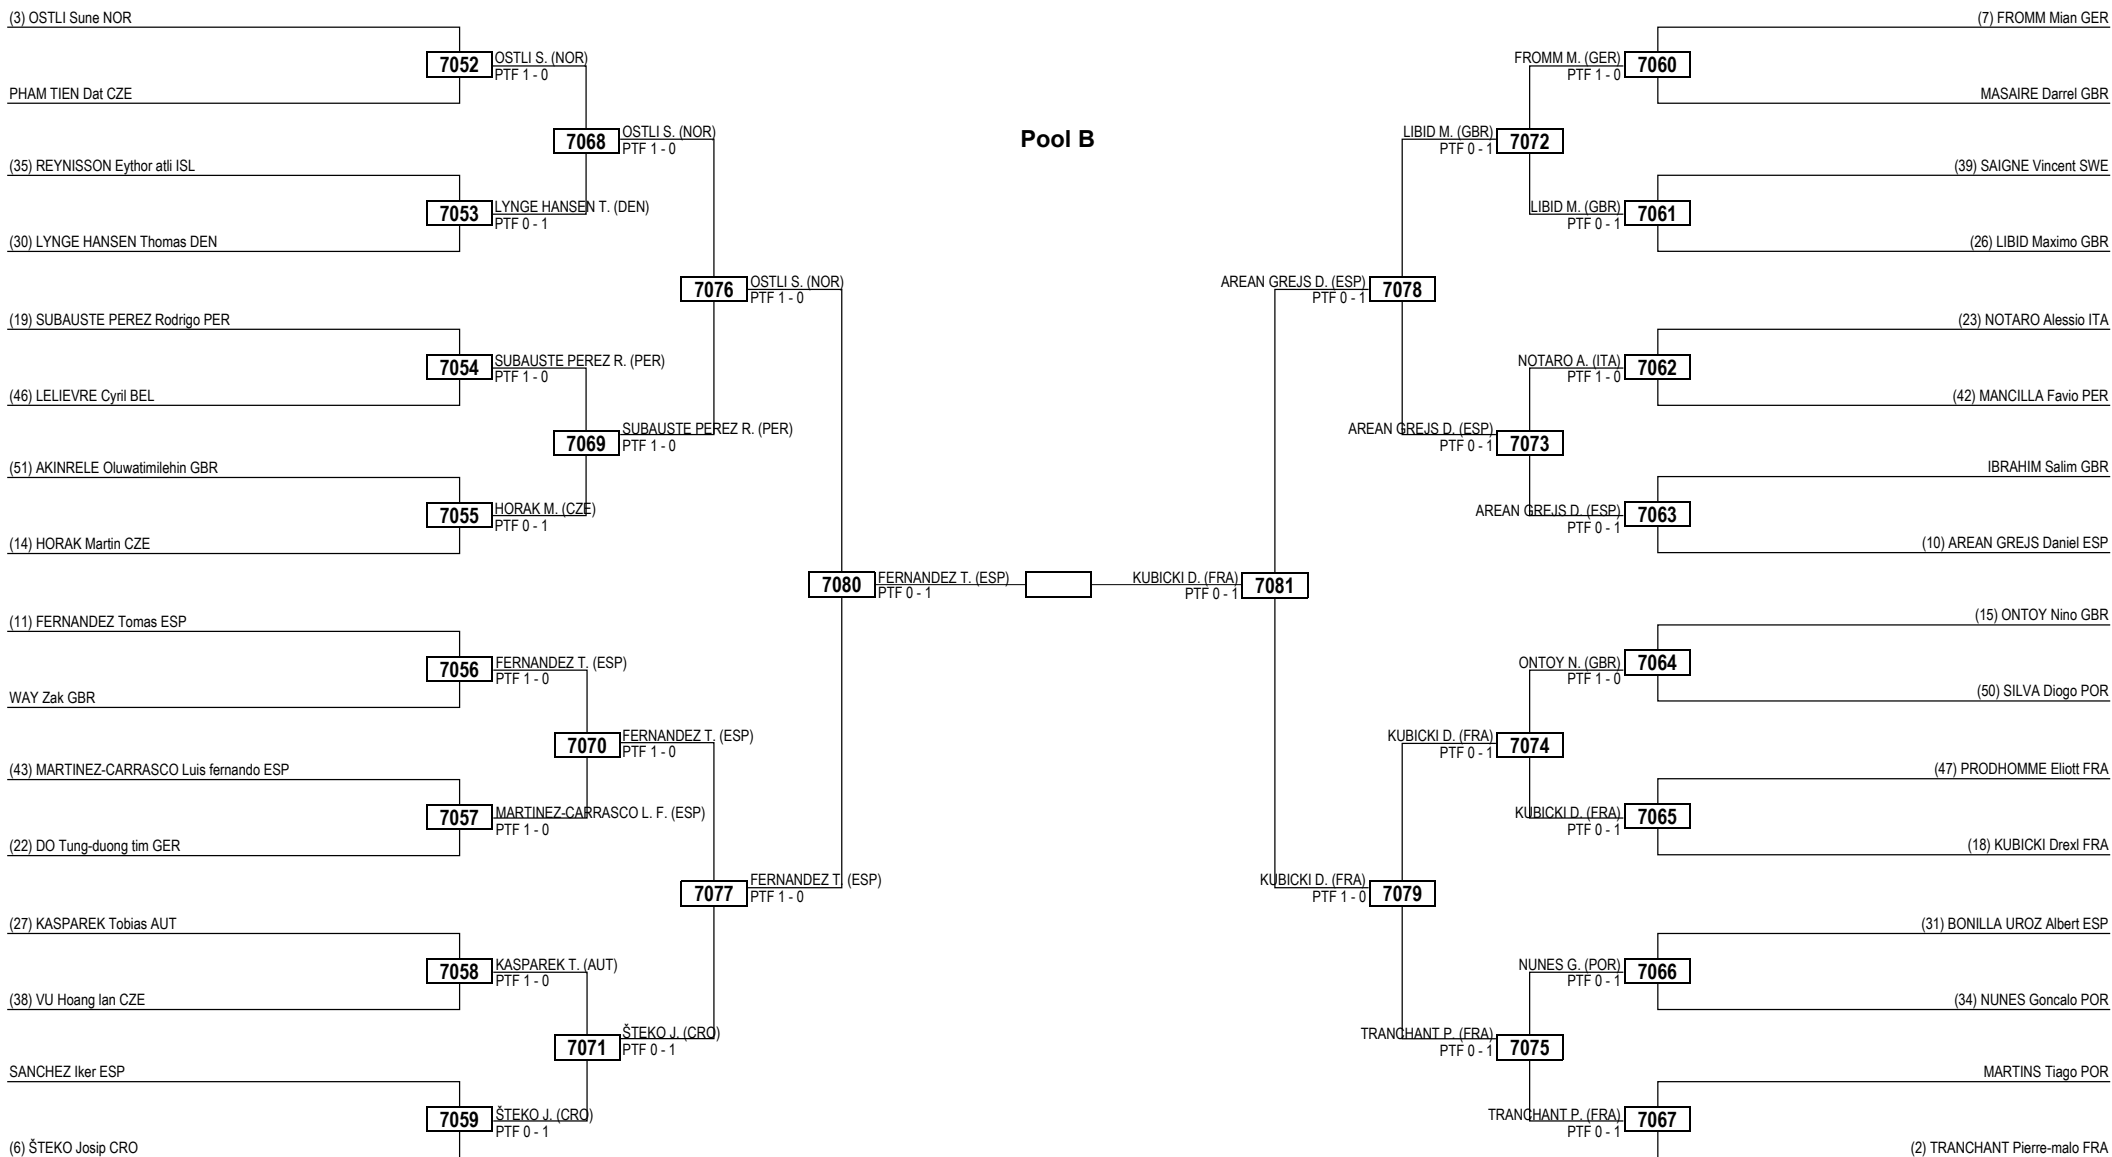 (3) OSTLI Sune NOR
7052
OSTLI S. (NOR)
PTF 1 - 0
PHAM TIEN Dat CZE
7068
OSTLI S. (NOR)
PTF 1 - 0
(35) REYNISSON Eythor atli ISL
7053
LYNGE HANSEN T. (DEN)
PTF 0 - 1
(30) LYNGE HANSEN Thomas DEN
7076
OSTLI S. (NOR)
PTF 1 - 0
(19) SUBAUSTE PEREZ Rodrigo PER
7054
SUBAUSTE PEREZ R. (PER)
PTF 1 - 0
(46) LELIEVRE Cyril BEL
7069
SUBAUSTE PEREZ R. (PER)
PTF 1 - 0
(51) AKINRELE Oluwatimilehin GBR
7055
HORAK M. (CZE)
PTF 0 - 1
(14) HORAK Martin CZE
7080
FERNANDEZ T. (ESP)
PTF 0 - 1
(11) FERNANDEZ Tomas ESP
7056
FERNANDEZ T. (ESP)
PTF 1 - 0
WAY Zak GBR
7070
FERNANDEZ T. (ESP)
PTF 1 - 0
(43) MARTINEZ-CARRASCO Luis fernando ESP
7057
MARTINEZ-CARRASCO L. F. (ESP)
PTF 1 - 0
(22) DO Tung-duong tim GER
7077
FERNANDEZ T. (ESP)
PTF 1 - 0
(27) KASPAREK Tobias AUT
7058
KASPAREK T. (AUT)
PTF 1 - 0
(38) VU Hoang lan CZE
7071
ŠTEKO J. (CRO)
PTF 0 - 1
SANCHEZ Iker ESP
7059
ŠTEKO J. (CRO)
PTF 0 - 1
(6) ŠTEKO Josip CRO
Pool B
(7) FROMM Mian GER
FROMM M. (GER)
PTF 1 - 0
7060
MASAIRE Darrel GBR
LIBID M. (GBR)
PTF 0 - 1
7072
(39) SAIGNE Vincent SWE
LIBID M. (GBR)
PTF 0 - 1
7061
(26) LIBID Maximo GBR
AREAN GREJS D. (ESP)
PTF 0 - 1
7078
(23) NOTARO Alessio ITA
NOTARO A. (ITA)
PTF 1 - 0
7062
(42) MANCILLA Favio PER
AREAN GREJS D. (ESP)
PTF 0 - 1
7073
IBRAHIM Salim GBR
AREAN GREJS D. (ESP)
PTF 0 - 1
7063
(10) AREAN GREJS Daniel ESP
KUBICKI D. (FRA)
PTF 0 - 1
7081
(15) ONTOY Nino GBR
ONTOY N. (GBR)
PTF 1 - 0
7064
(50) SILVA Diogo POR
KUBICKI D. (FRA)
PTF 0 - 1
7074
(47) PRODHOMME Eliott FRA
KUBICKI D. (FRA)
PTF 0 - 1
7065
(18) KUBICKI Drexl FRA
KUBICKI D. (FRA)
PTF 1 - 0
7079
(31) BONILLA UROZ Albert ESP
NUNES G. (POR)
PTF 0 - 1
7066
(34) NUNES Goncalo POR
TRANCHANT P. (FRA)
PTF 0 - 1
7075
MARTINS Tiago POR
TRANCHANT P. (FRA)
PTF 0 - 1
7067
(2) TRANCHANT Pierre-malo FRA